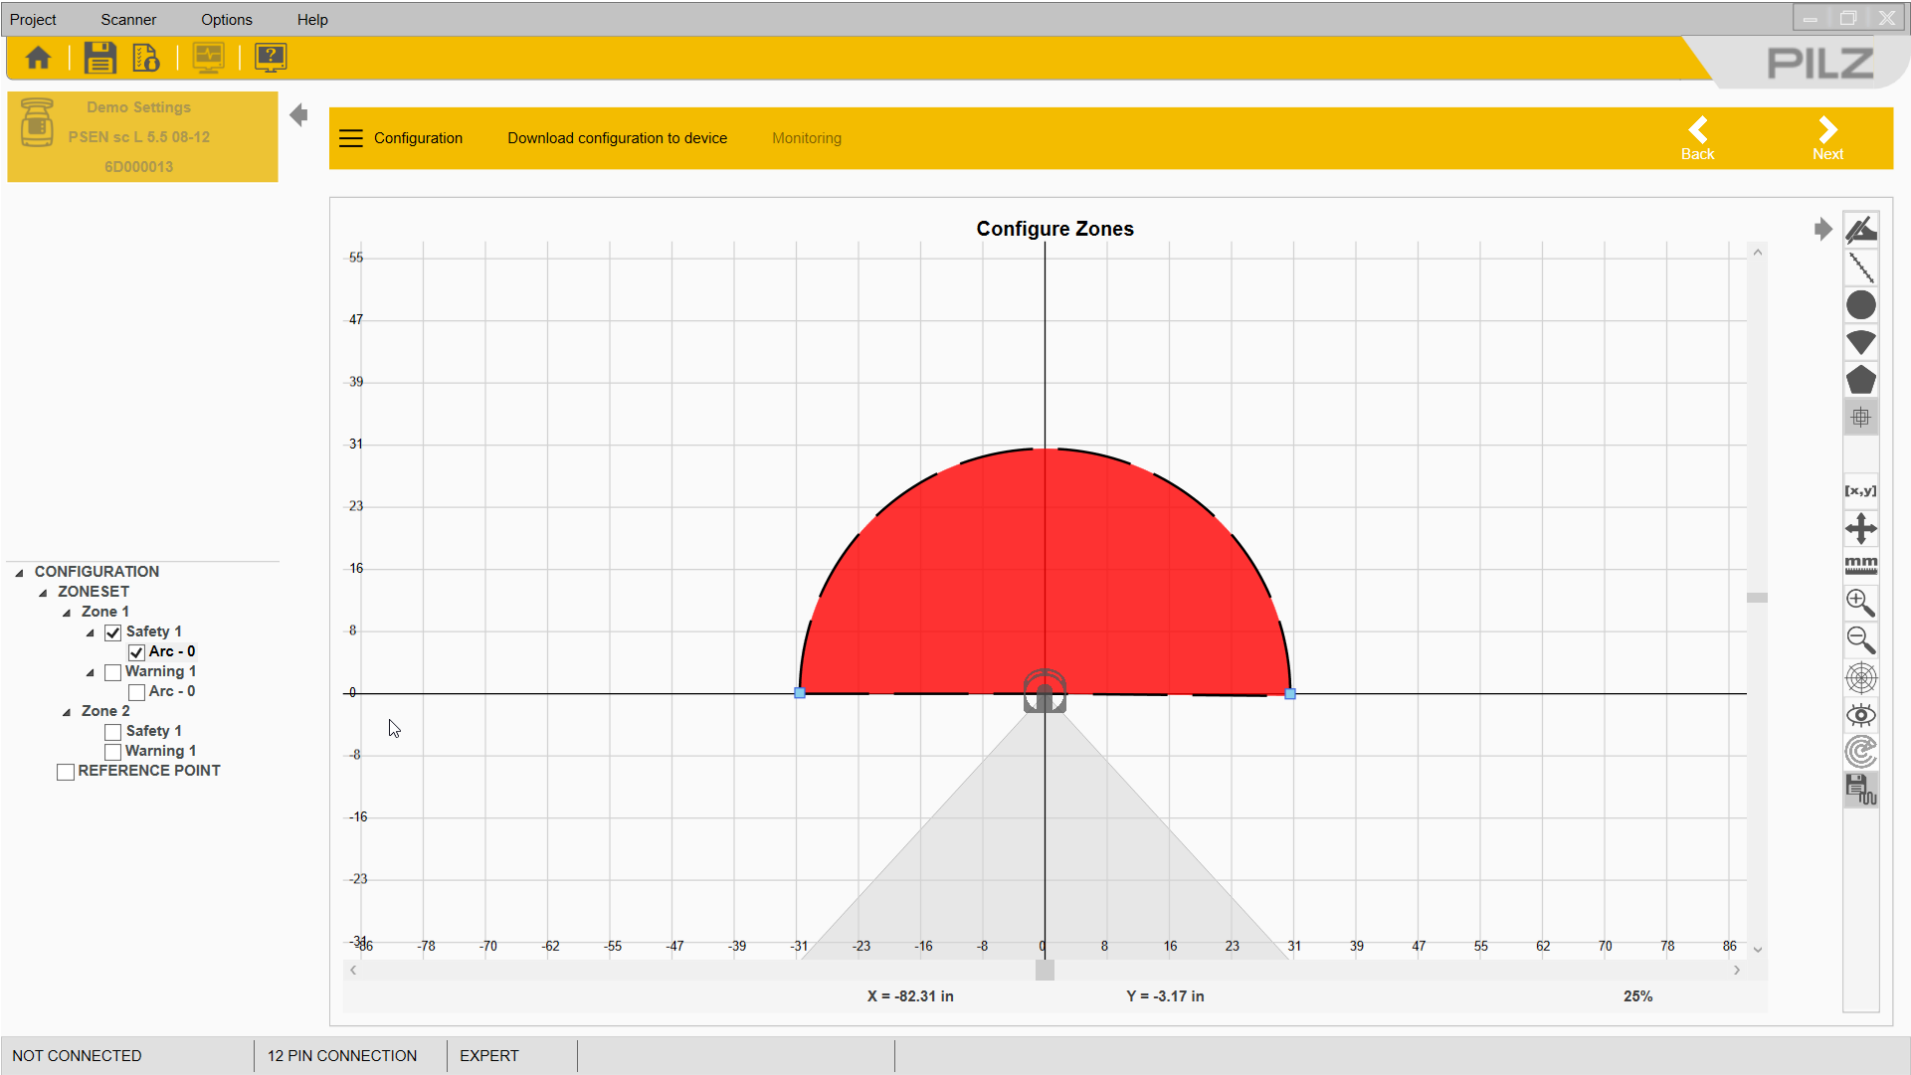 Project Scanner Options Help
PILZ
Demo Settings
PSEN sc L 5.5 08-12
6D000013
Configuration Download configuration to device Monitoring
Back Next
Configure Zones
55
47
39
31
23
16
8
0
-8
-16
-23
-31
-86 -78 -70 -62 -55 -47 -39 -31 -23 -16 -8 0 8 16 23 31 39 47 55 62 70 78 86
X = -82.31 in Y = -3.17 in 25%
[x,y]
mm
CONFIGURATION
ZONESET
Zone 1
Safety 1
Arc - 0
Warning 1
Arc - 0
Zone 2
Safety 1
Warning 1
REFERENCE POINT
NOT CONNECTED 12 PIN CONNECTION EXPERT